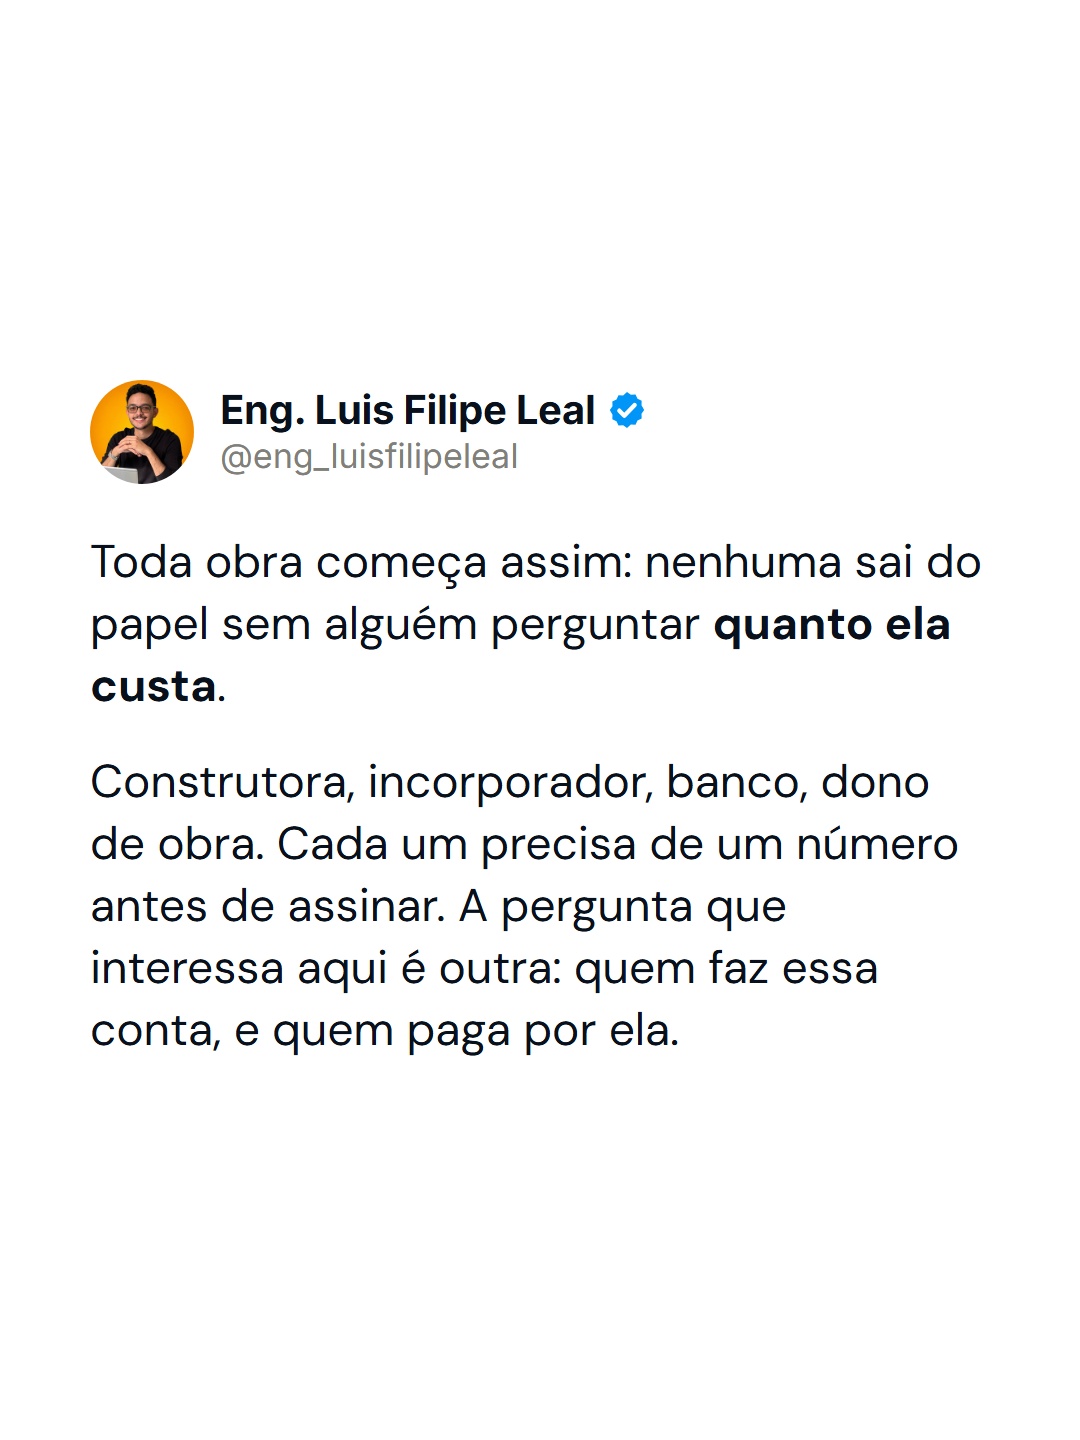 Eng. Luis Filipe Leal
@eng_luisfilipeleal
Toda obra começa assim: nenhuma sai do
papel sem alguém perguntar quanto ela
custa.
Construtora, incorporador, banco, dono
de obra. Cada um precisa de um número
antes de assinar. A pergunta que
interessa aqui é outra: quem faz essa
conta, e quem paga por ela.